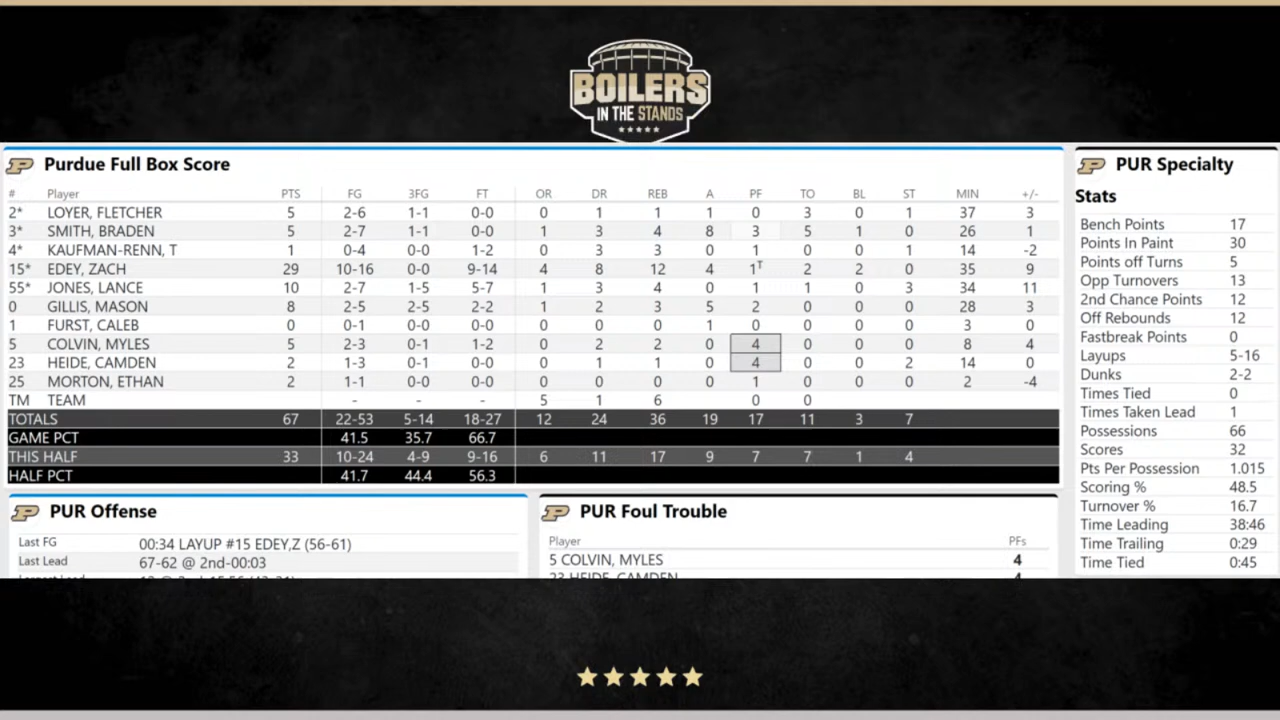 BOILERS
IN THE STANDS
Purdue Full Box Score
# Player PTS FG 3FG FT OR DR REB A PF TO BL ST MIN +/-
2* LOYER, FLETCHER 5 2-6 1-1 0-0 0 1 1 1 0 3 0 1 37 3
3* SMITH, BRADEN 5 2-7 1-1 0-0 1 3 4 8 3 5 1 0 26 1
4* KAUFMAN-RENN, T 1 0-4 0-0 1-2 0 3 3 0 1 0 0 1 14 -2
15* EDEY, ZACH 29 10-16 0-0 9-14 4 8 12 4 1T 2 2 0 35 9
55* JONES, LANCE 10 2-7 1-5 5-7 1 3 4 0 1 1 0 3 34 11
0 GILLIS, MASON 8 2-5 2-5 2-2 1 2 3 5 2 0 0 0 28 3
1 FURST, CALEB 0 0-1 0-0 0-0 0 0 0 1 0 0 0 0 3 0
5 COLVIN, MYLES 5 2-3 0-1 1-2 0 2 2 0 4 0 0 0 8 4
23 HEIDE, CAMDEN 2 1-3 0-1 0-0 0 1 1 0 4 0 0 2 14 0
25 MORTON, ETHAN 2 1-1 0-0 0-0 0 0 0 0 1 0 0 0 2 -4
TM TEAM - - - 5 1 6 0 0
TOTALS 67 22-53 5-14 18-27 12 24 36 19 17 11 3 7
GAME PCT 41.5 35.7 66.7
THIS HALF 33 10-24 4-9 9-16 6 11 17 9 7 7 1 4
HALF PCT 41.7 44.4 56.3
PUR Specialty
Stats
Bench Points 17
Points In Paint 30
Points off Turns 5
Opp Turnovers 13
2nd Chance Points 12
Off Rebounds 12
Fastbreak Points 0
Layups 5-16
Dunks 2-2
Times Tied 0
Times Taken Lead 1
Possessions 66
Scores 32
Pts Per Possession 1.015
Scoring % 48.5
Turnover % 16.7
Time Leading 38:46
Time Trailing 0:29
Time Tied 0:45
PUR Offense
Last FG 00:34 LAYUP #15 EDEY,Z (56-61)
Last Lead 67-62 @ 2nd-00:03
PUR Foul Trouble
Player PFs
5 COLVIN, MYLES 4
23 HEIDE, CAMDEN 4